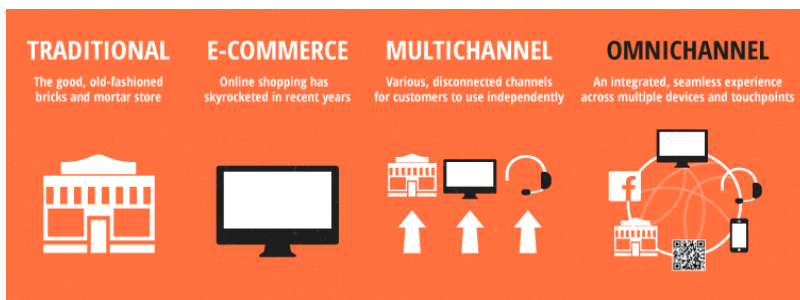 TRADITIONAL
The good, old-fashioned
bricks and mortar store
E-COMMERCE
Online shopping has
skyrocketed in recent years
MULTICHANNEL
Various, disconnected channels
for customers to use independently
OMNICHANNEL
An integrated, seamless experience
across multiple devices and touchpoints
f